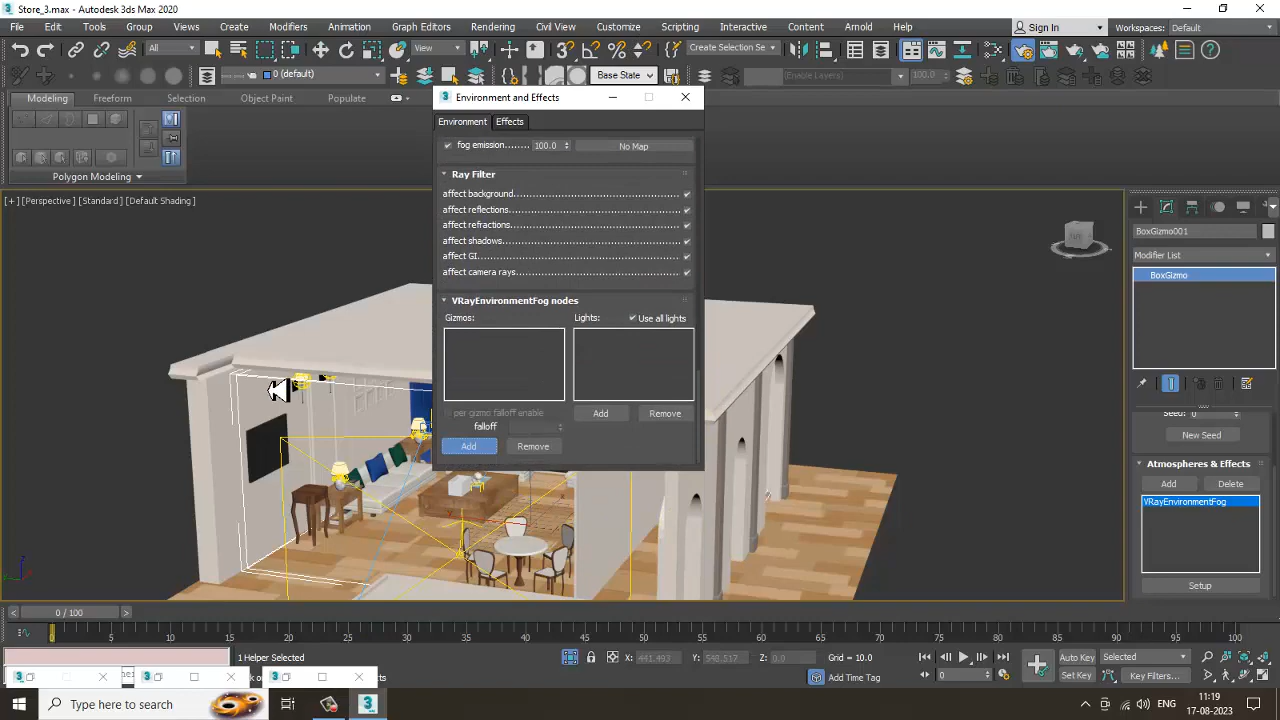 Store_3.max - Autodesk 3ds Max 2020
File Edit Tools Group Views Create Modifiers Animation Graph Editors Rendering Customize Scripting Interactive Content Arnold Help Sign In Workspaces: Default
All View Create Selection Se
0 (default) Base State (Enable Layers) 100.0
Modeling Freeform Selection Object Paint Populate
Polygon Modeling
[+] [Perspective] [Standard] [Default Shading]
Environment and Effects
Environment Effects
fog emission....... 100.0 No Map
Ray Filter
affect background
affect reflections
affect refractions
affect shadows
affect GI
affect camera rays
VRayEnvironmentFog nodes
Gizmos: Lights: Use all lights
per gizmo falloff enable
Add Remove
falloff
Add Remove
BoxGizmo001
Modifier List
BoxGizmo
Seed: 0
New Seed
Atmospheres & Effects
Add Delete
VRayEnvironmentFog
Setup
0 / 100
0 5 10 15 20 25 30 35 40 45 50 55 60 65 70 75 80 85 90 95 100
1 Helper Selected X: 441.493 Y: 548.517 Z: 0.0 Grid = 10.0 Auto Key Selected
Add Time Tag 0 Set Key Key Filters...
Type here to search ENG 11:19
17-08-2023